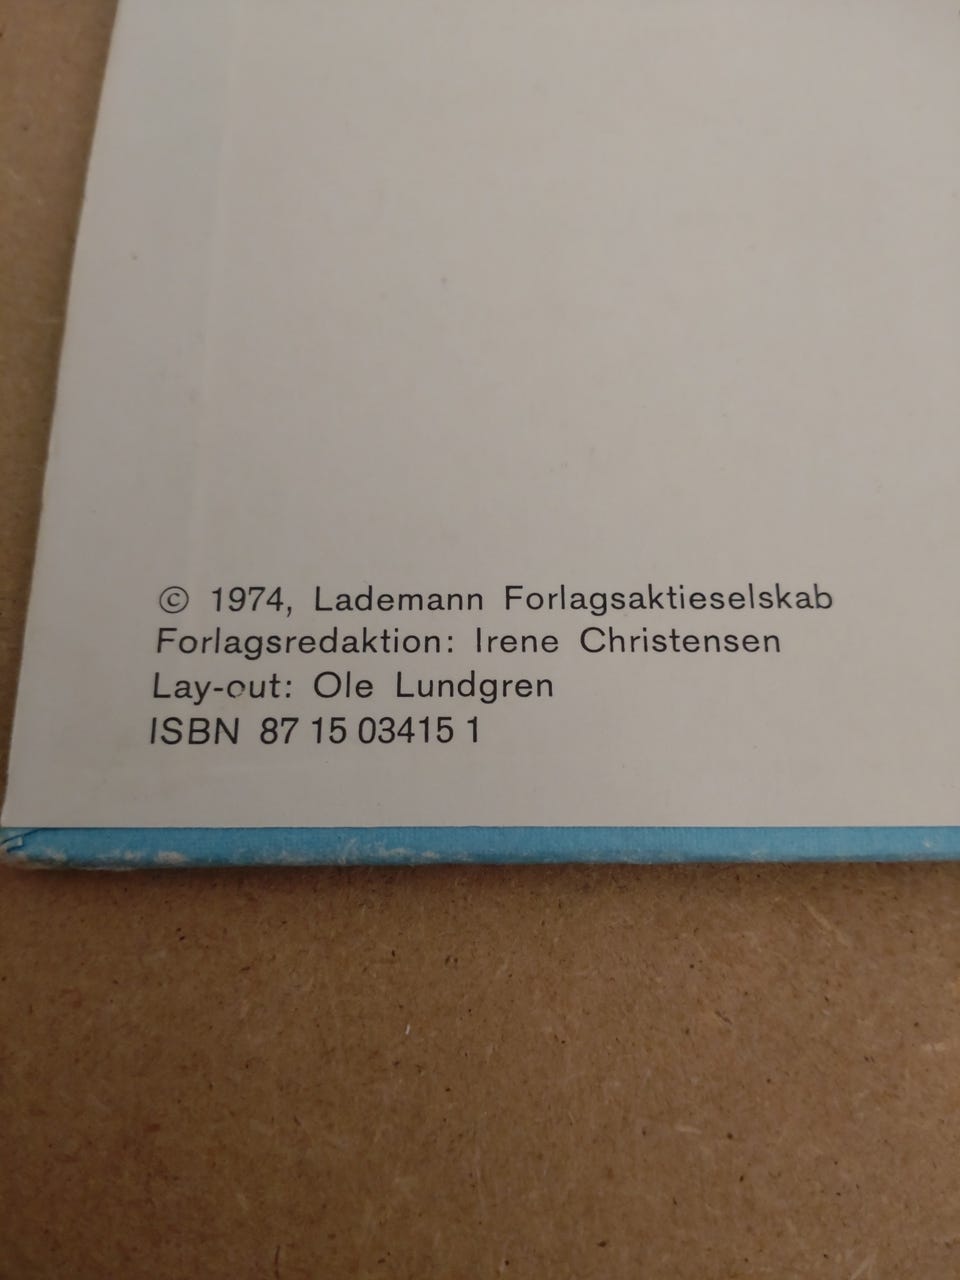 © 1974, Lademann Forlagsaktieselskab
Forlagsredaktion: Irene Christensen
Lay-out: Ole Lundgren
ISBN 87 15 03415 1